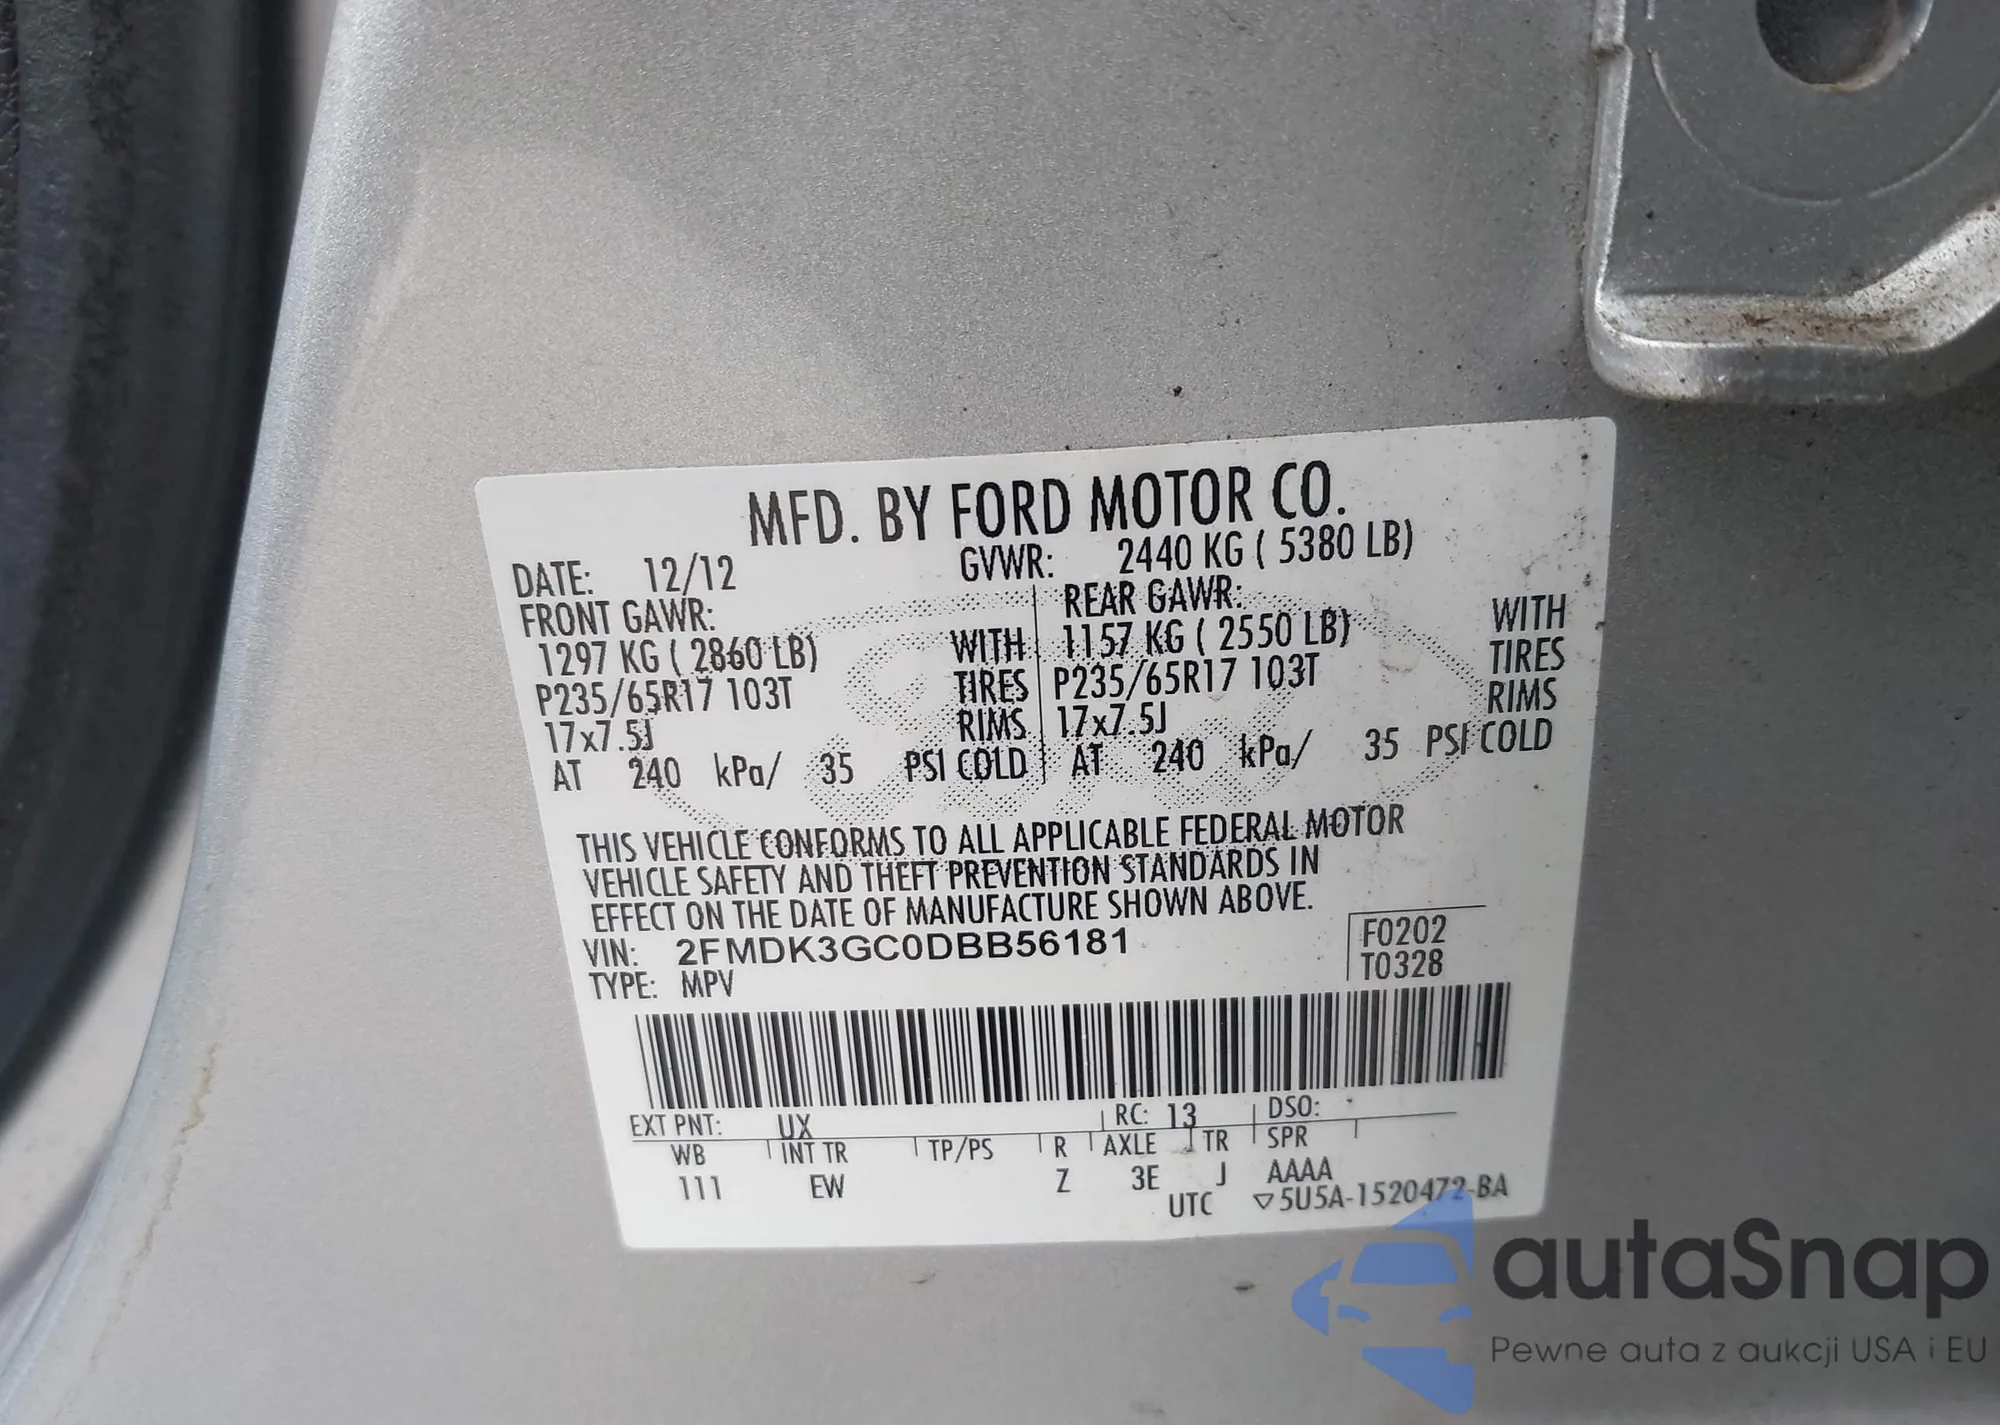 MFD. BY FORD MOTOR CO.
DATE: 12/12 GVWR: 2440 KG ( 5380 LB)
FRONT GAWR: REAR GAWR:
1297 KG ( 2860 LB) WITH 1157 KG ( 2550 LB) WITH
P235/65R17 103T TIRES P235/65R17 103T TIRES
17x7.5J RIMS 17x7.5J RIMS
AT 240 kPa/ 35 PSI COLD AT 240 kPa/ 35 PSI COLD
THIS VEHICLE CONFORMS TO ALL APPLICABLE FEDERAL MOTOR
VEHICLE SAFETY AND THEFT PREVENTION STANDARDS IN
EFFECT ON THE DATE OF MANUFACTURE SHOWN ABOVE.
VIN: 2FMDK3GC0DBB56181 F0202
TYPE: MPV T0328
EXT PNT: UX RC: 13 DSO:
WB INT TR TP/PS R AXLE TR SPR
111 EW Z 3E J AAAA
UTC ▽5U5A-1520472-BA
autaSnap
Pewne auta z aukcji USA i EU